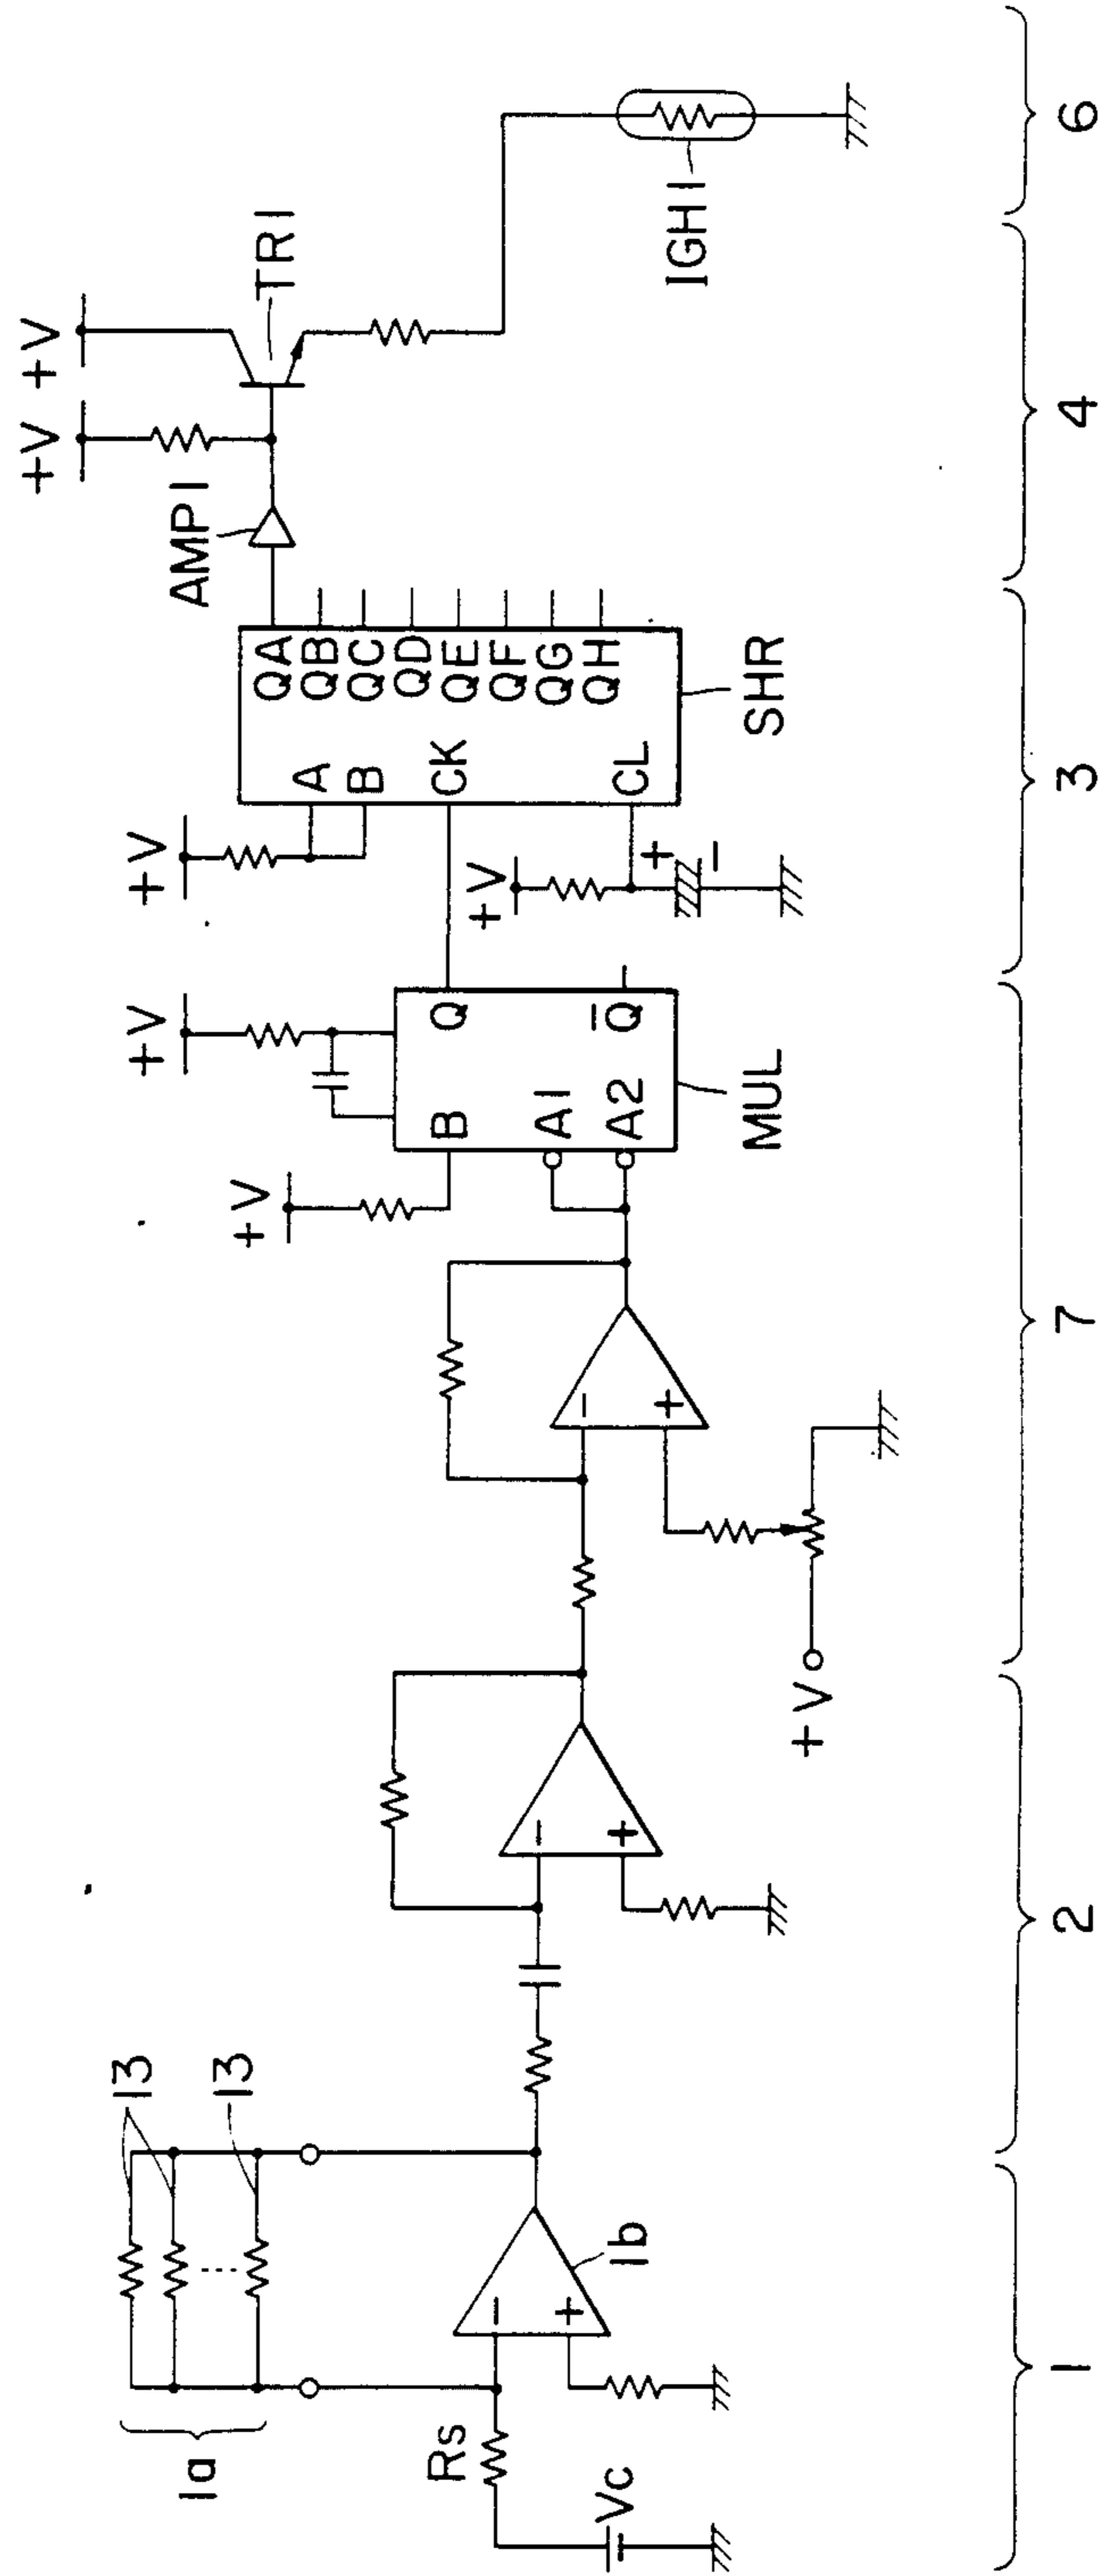 1a
13
13
Rs
Vc
1b
-
+
-
+
+V
-
+
+V
B
A1
A2
Q
Q̅
MUL
+V
+V
+V
+
-
A
B
CK
CL
QA
QB
QC
QD
QE
QF
QG
QH
SHR
AMP1
+V
+V
TR1
IGH1
1
2
7
3
4
6